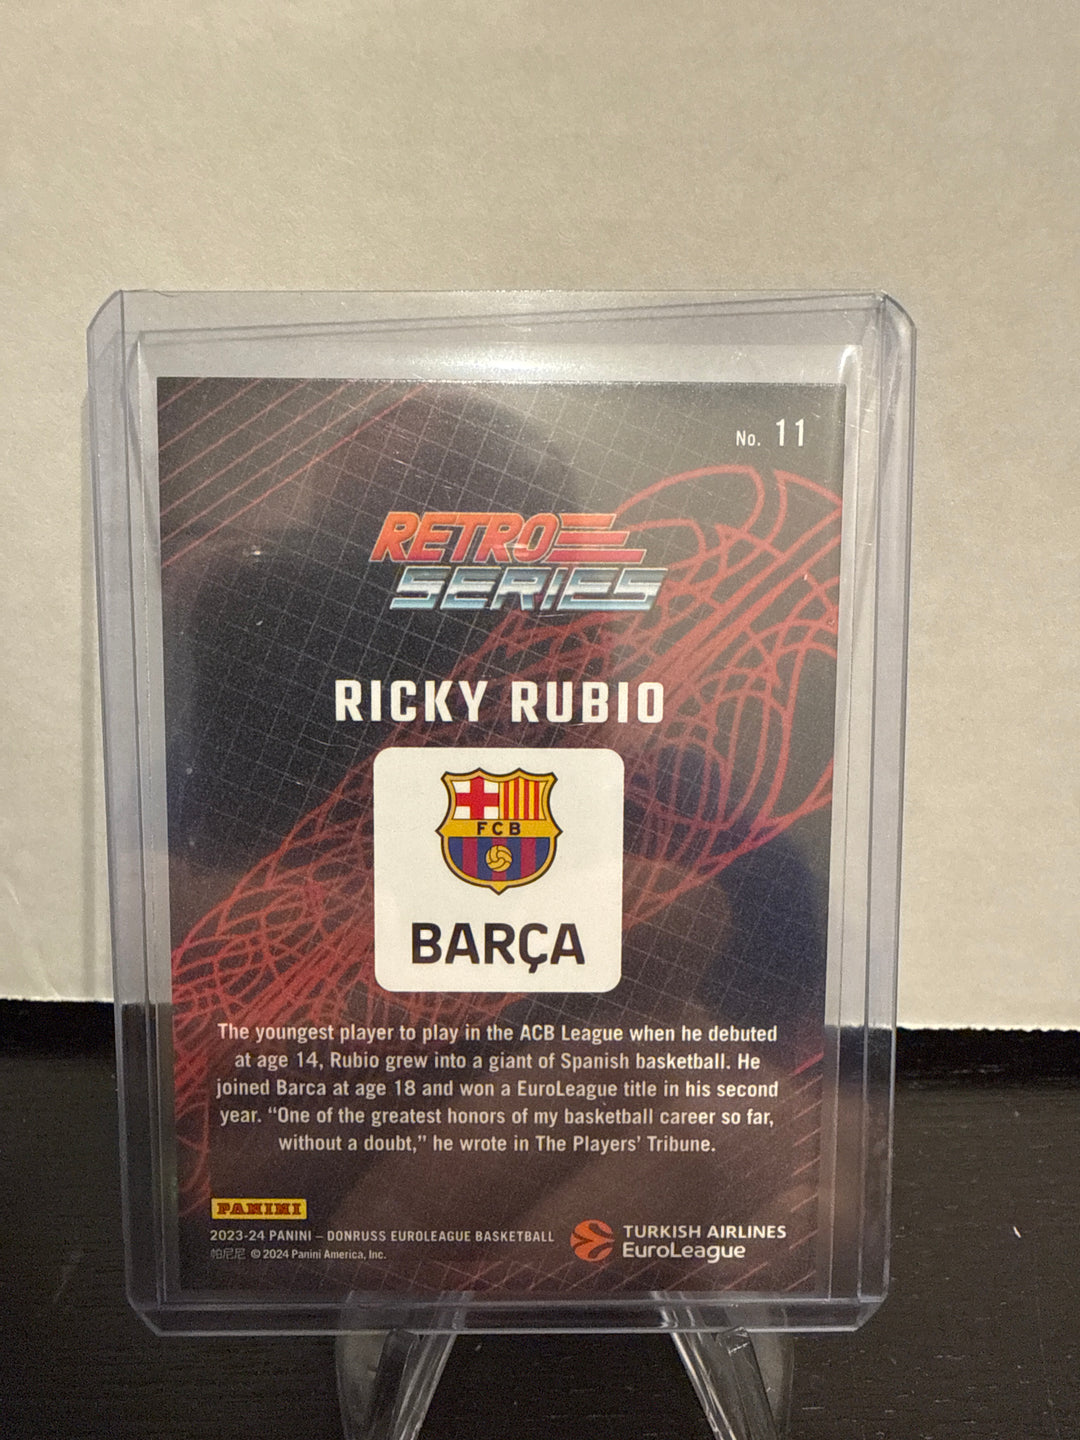 No. 11
RETRO
SERIES
RICKY RUBIO
FCB
BARÇA
The youngest player to play in the ACB League when he debuted
at age 14, Rubio grew into a giant of Spanish basketball. He
joined Barca at age 18 and won a EuroLeague title in his second
year. “One of the greatest honors of my basketball career so far,
without a doubt,” he wrote in The Players’ Tribune.
PANINI
2023-24 PANINI – DONRUSS EUROLEAGUE BASKETBALL
帕尼尼 © 2024 Panini America, Inc.
TURKISH AIRLINES
EuroLeague